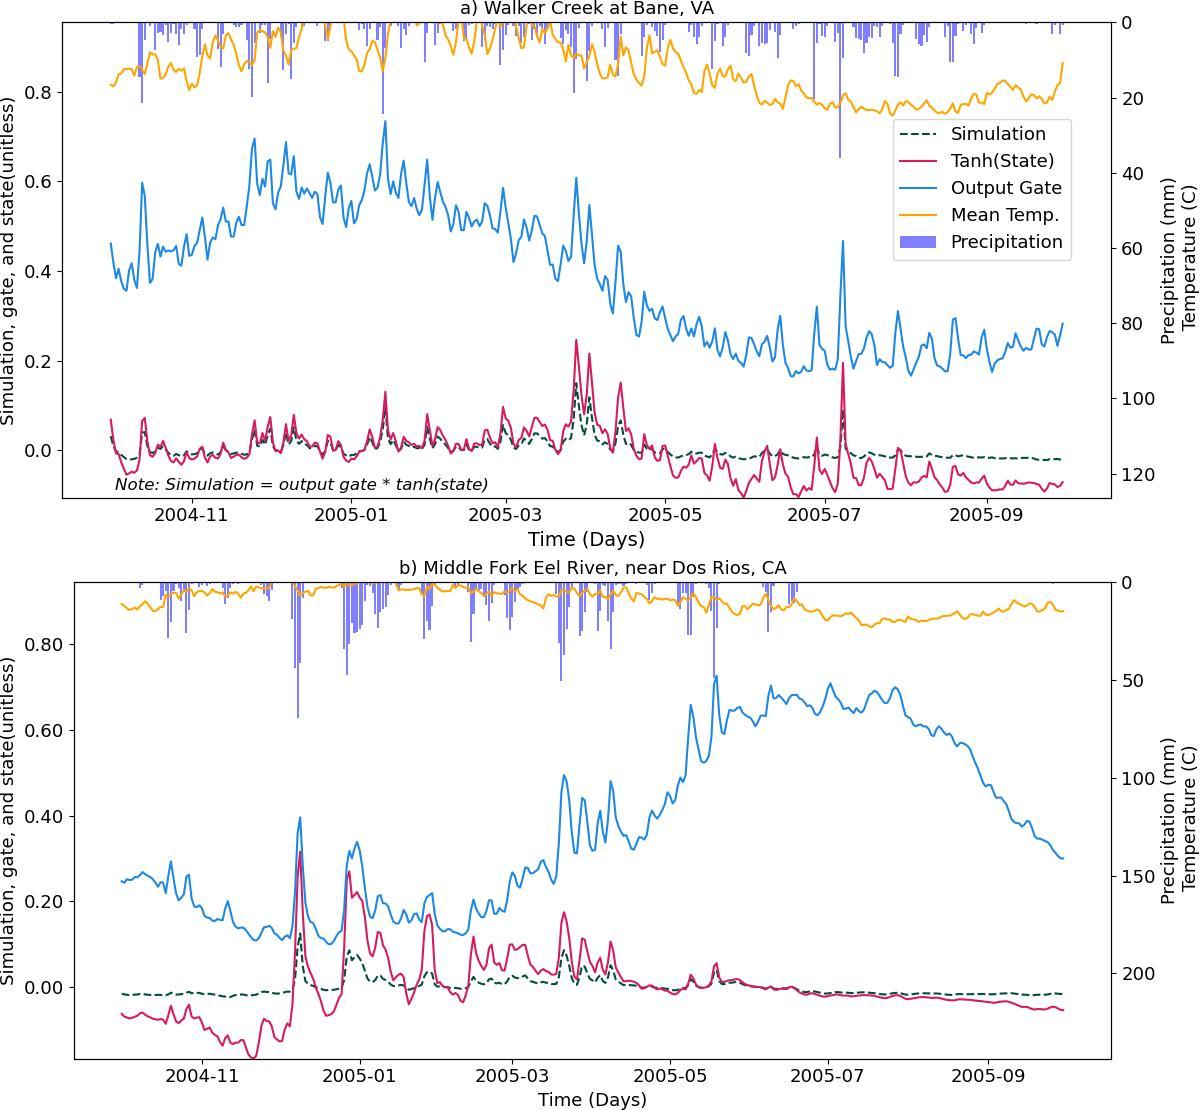 a) Walker Creek at Bane, VA
Simulation, gate, and state(unitless)
0.8
0.6
0.4
0.2
0.0
0
20
40
60
80
100
120
Precipitation (mm)
Temperature (C)
Simulation
Tanh(State)
Output Gate
Mean Temp.
Precipitation
Note: Simulation = output gate * tanh(state)
2004-11
2005-01
2005-03
2005-05
2005-07
2005-09
Time (Days)
b) Middle Fork Eel River, near Dos Rios, CA
Simulation, gate, and state(unitless)
0.80
0.60
0.40
0.20
0.00
0
50
100
150
200
Precipitation (mm)
Temperature (C)
2004-11
2005-01
2005-03
2005-05
2005-07
2005-09
Time (Days)